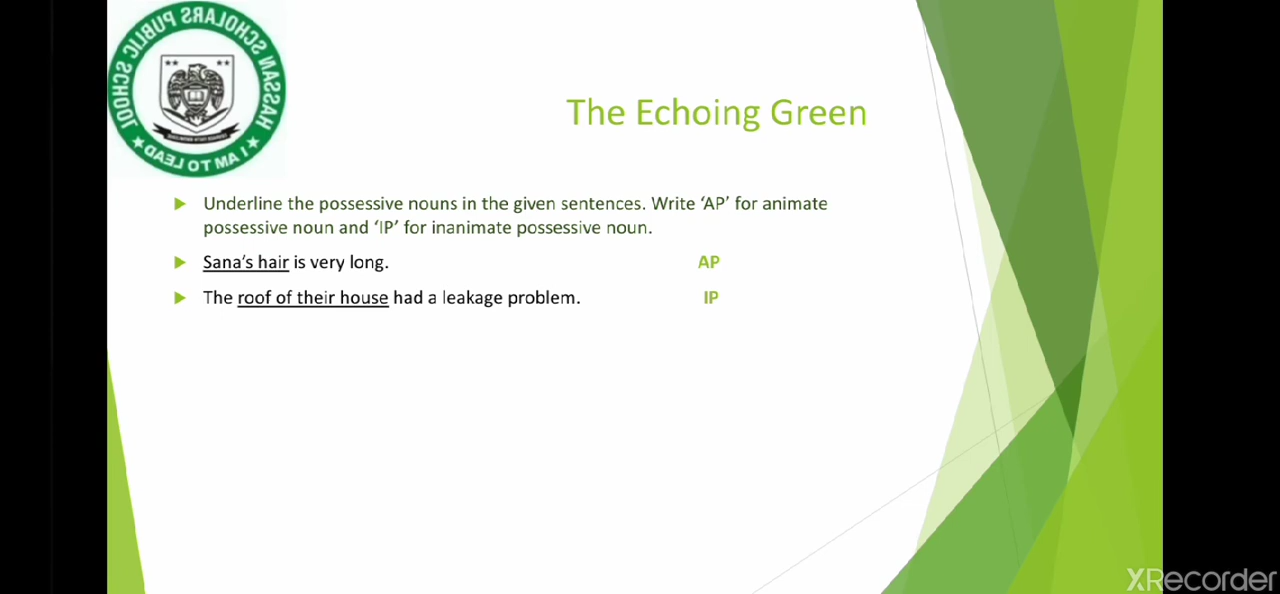 HASSAN SCHOLARS PUBLIC SCHOOL
I AM TO LEAD
The Echoing Green
Underline the possessive nouns in the given sentences. Write ‘AP’ for animate
possessive noun and ‘IP’ for inanimate possessive noun.
Sana’s hair is very long. AP
The roof of their house had a leakage problem. IP
XRecorder